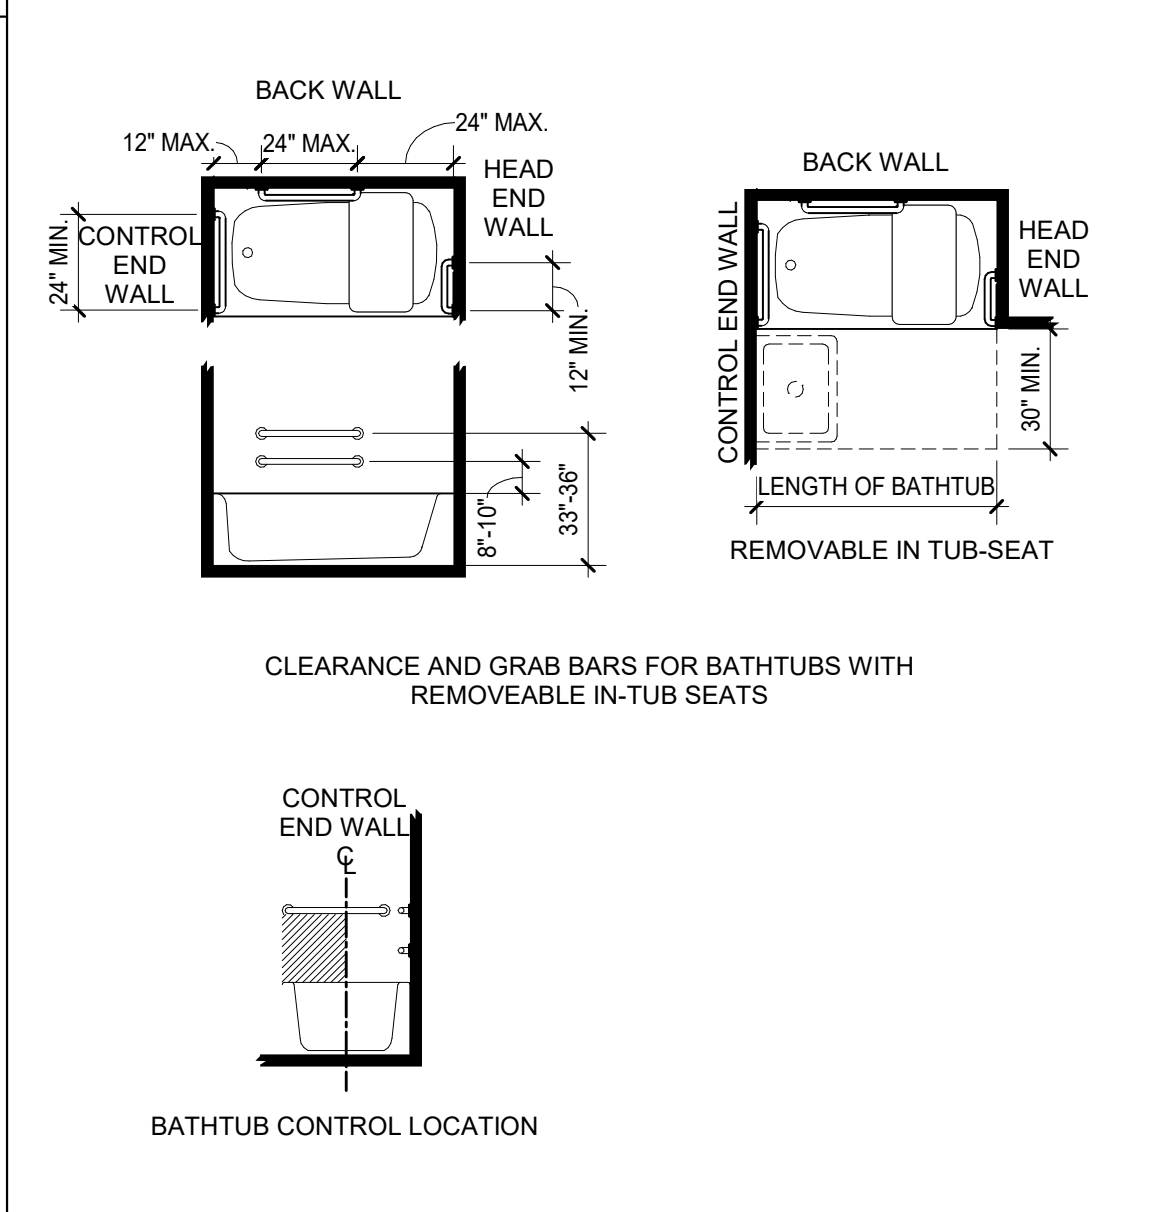 BACK WALL
12" MAX.
24" MAX.
24" MAX.
HEAD
END
WALL
CONTROL
END
WALL
24" MIN.
12" MIN.
8"-10"
33"-36"
BACK WALL
CONTROL END WALL
HEAD
END
WALL
30" MIN.
LENGTH OF BATHTUB
REMOVABLE IN TUB-SEAT
CLEARANCE AND GRAB BARS FOR BATHTUBS WITH
REMOVEABLE IN-TUB SEATS
CONTROL
END WALL
℄
BATHTUB CONTROL LOCATION